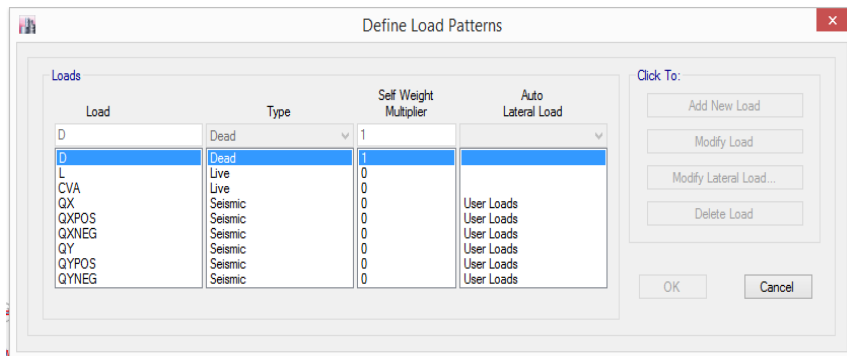 Define Load Patterns
Loads
Click To:
Load Type Self Weight Multiplier Auto Lateral Load
D Dead 1
D Dead 1
L Live 0
CVA Live 0
QX Seismic 0 User Loads
QXPOS Seismic 0 User Loads
QXNEG Seismic 0 User Loads
QY Seismic 0 User Loads
QYPOS Seismic 0 User Loads
QYNEG Seismic 0 User Loads
Add New Load
Modify Load
Modify Lateral Load...
Delete Load
OK Cancel